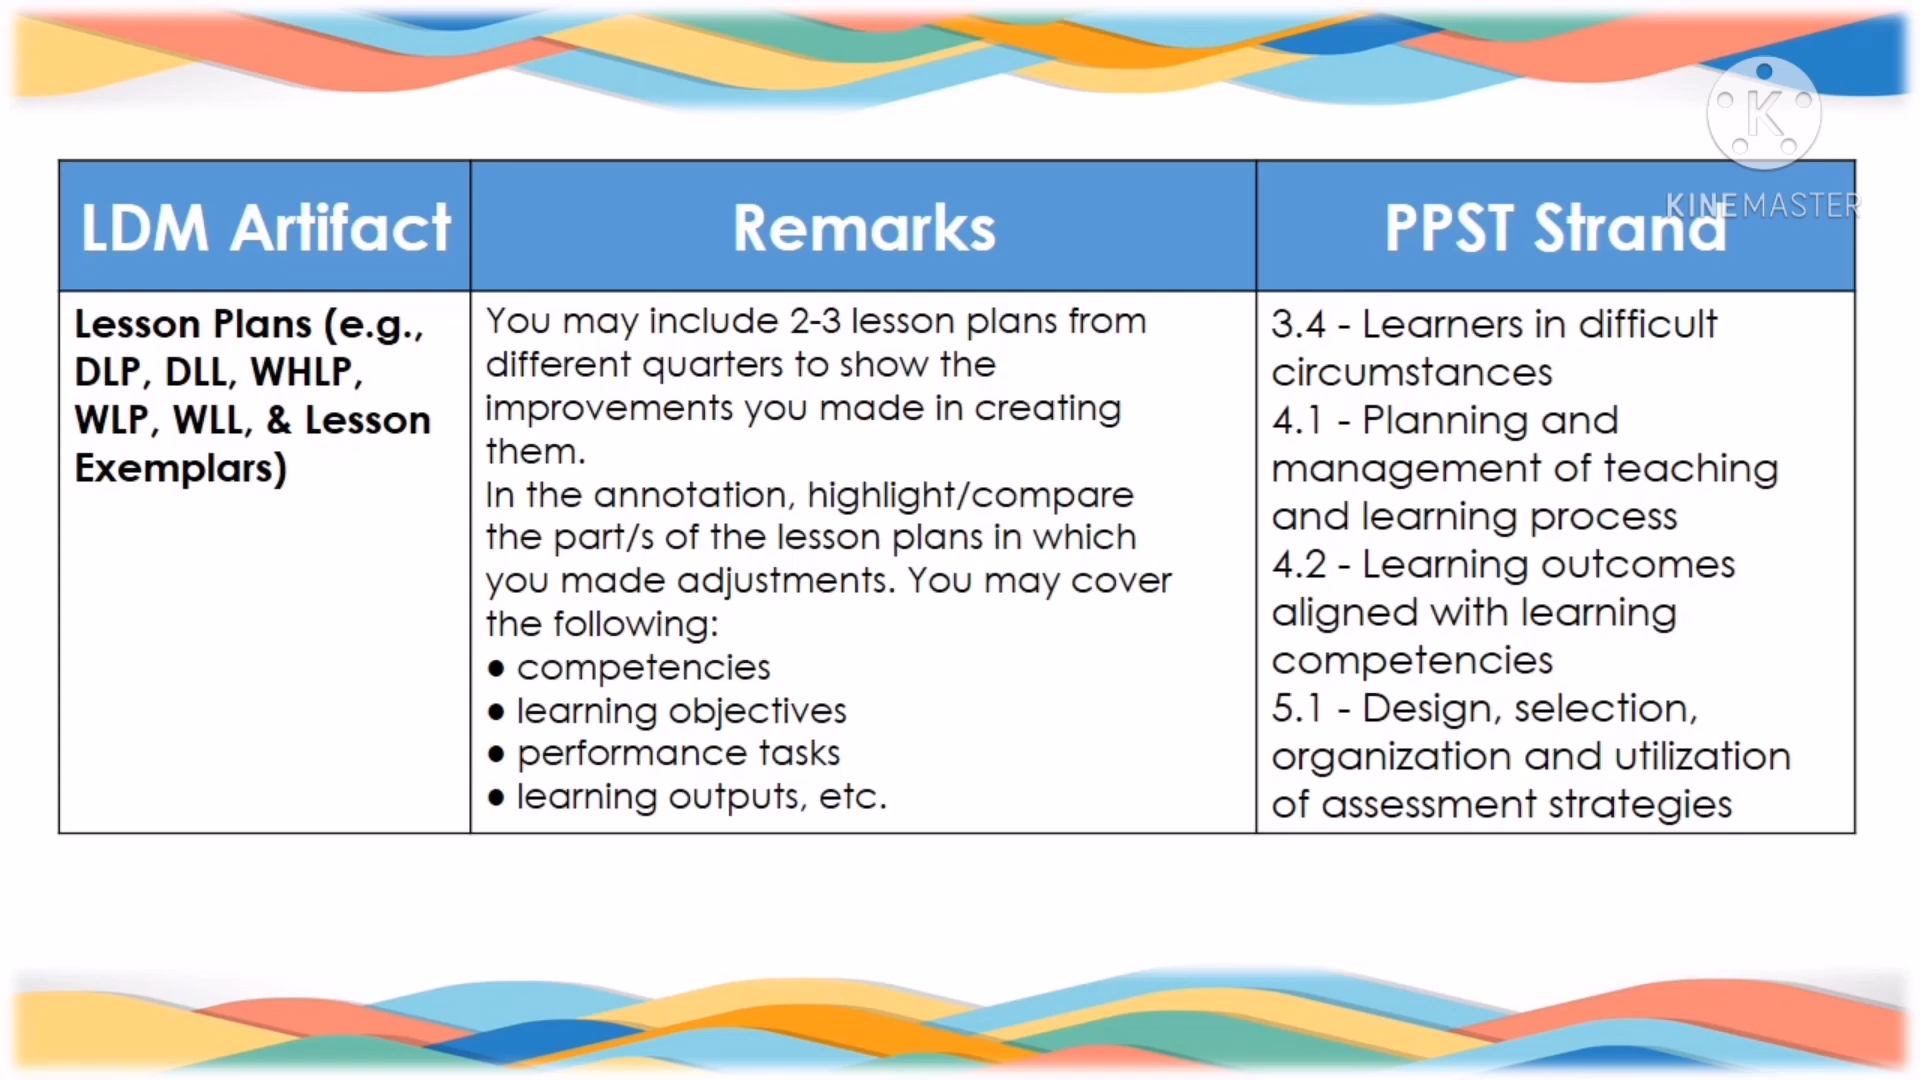 K
KINEMASTER
LDM Artifact
Remarks
PPST Strand
Lesson Plans (e.g.,
DLP, DLL, WHLP,
WLP, WLL, & Lesson
Exemplars)
You may include 2-3 lesson plans from
different quarters to show the
improvements you made in creating
them.
In the annotation, highlight/compare
the part/s of the lesson plans in which
you made adjustments. You may cover
the following:
● competencies
● learning objectives
● performance tasks
● learning outputs, etc.
3.4 - Learners in difficult
circumstances
4.1 - Planning and
management of teaching
and learning process
4.2 - Learning outcomes
aligned with learning
competencies
5.1 - Design, selection,
organization and utilization
of assessment strategies